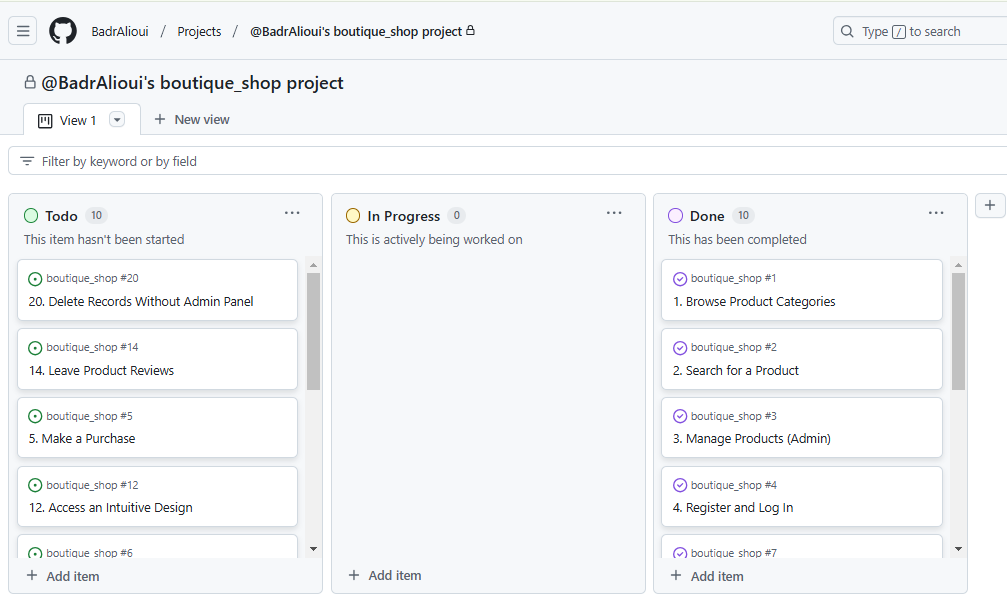 BadrAlioui / Projects / @BadrAlioui's boutique_shop project
Type / to search
@BadrAlioui's boutique_shop project
View 1
New view
Filter by keyword or by field
Todo 10
This item hasn't been started
boutique_shop #20
20. Delete Records Without Admin Panel
boutique_shop #14
14. Leave Product Reviews
boutique_shop #5
5. Make a Purchase
boutique_shop #12
12. Access an Intuitive Design
boutique_shop #6
Add item
In Progress 0
This is actively being worked on
Add item
Done 10
This has been completed
boutique_shop #1
1. Browse Product Categories
boutique_shop #2
2. Search for a Product
boutique_shop #3
3. Manage Products (Admin)
boutique_shop #4
4. Register and Log In
boutique_shop #7
Add item